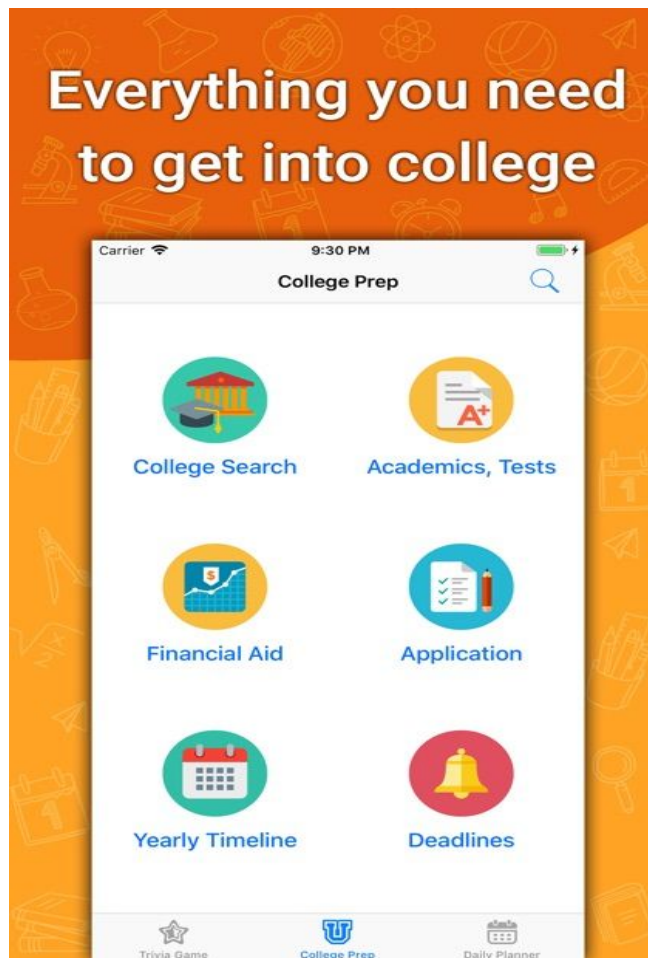 Everything you need
to get into college
Carrier 9:30 PM
College Prep
College Search Academics, Tests
A+
$
Financial Aid Application
Yearly Timeline Deadlines
Trivia Game College Prep Daily Planner